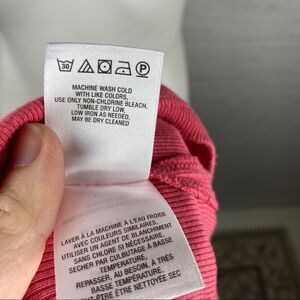 30 P
MACHINE WASH COLD
WITH LIKE COLORS,
USE ONLY NON-CHLORINE BLEACH,
TUMBLE DRY LOW,
LOW IRON AS NEEDED,
MAY BE DRY CLEANED
LAVER À LA MACHINE À L'EAU FROIDE
AVEC COULEURS SIMILAIRES,
UTILISER UN AGENT DE BLANCHIMENT
SANS CHLORE SI NÉCESSAIRE.
SÉCHER PAR CULBUTAGE À BASSE
TEMPÉRATURE.
REPASSER, AU BESOIN, À TRÈS
BASSE TEMPÉRATURE.
PEUT ÊTRE NETTOYÉ SEC